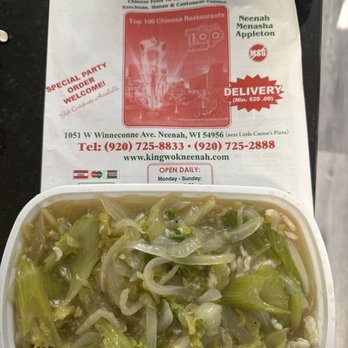 Szechuan, Hunan & Cantonese Cuisine
Top 100 Chinese Restaurants
TOP
100
2008
Neenah
Menasha
Appleton
MSG
SPECIAL PARTY
ORDER
WELCOME!
Gift Certificate Available
DELIVERY
(Min. $20.00)
1051 W Winneconne Ave. Neenah, WI 54956 (next Little Caesar's Pizza)
Tel: (920) 725-8833 • (920) 725-2888
www.kingwokneenah.com
OPEN DAILY:
Monday - Sunday: